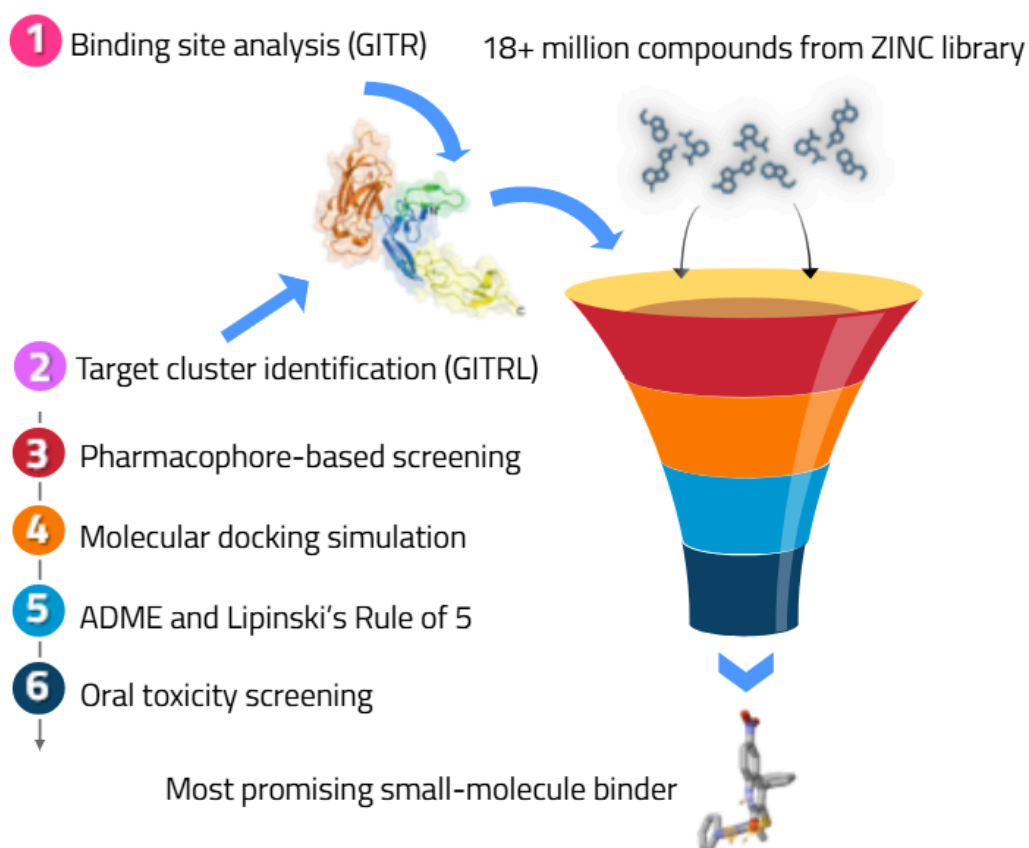 1 Binding site analysis (GITR)
18+ million compounds from ZINC library
2 Target cluster identification (GITRL)
3 Pharmacophore-based screening
4 Molecular docking simulation
5 ADME and Lipinski’s Rule of 5
6 Oral toxicity screening
Most promising small-molecule binder